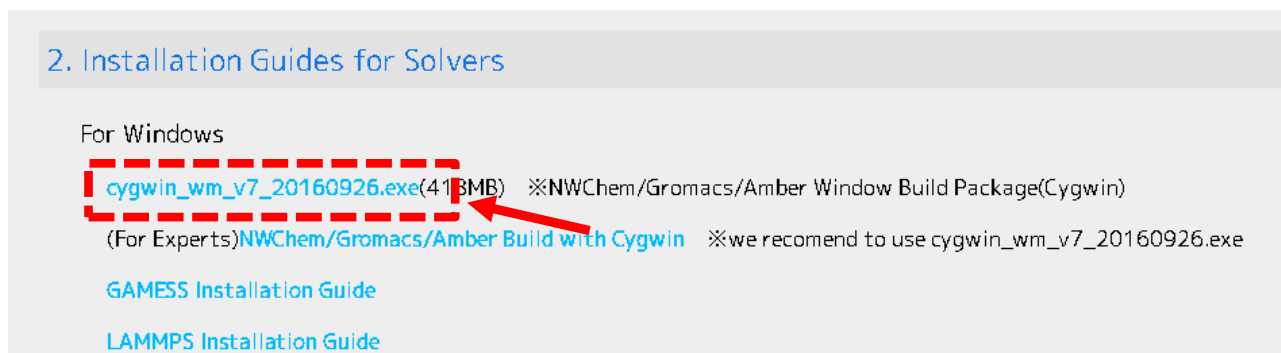 2. Installation Guides for Solvers
For Windows
cygwin_wm_v7_20160926.exe(418MB) ※NWChem/Gromacs/Amber Window Build Package(Cygwin)
(For Experts)NWChem/Gromacs/Amber Build with Cygwin ※we recomend to use cygwin_wm_v7_20160926.exe
GAMESS Installation Guide
LAMMPS Installation Guide